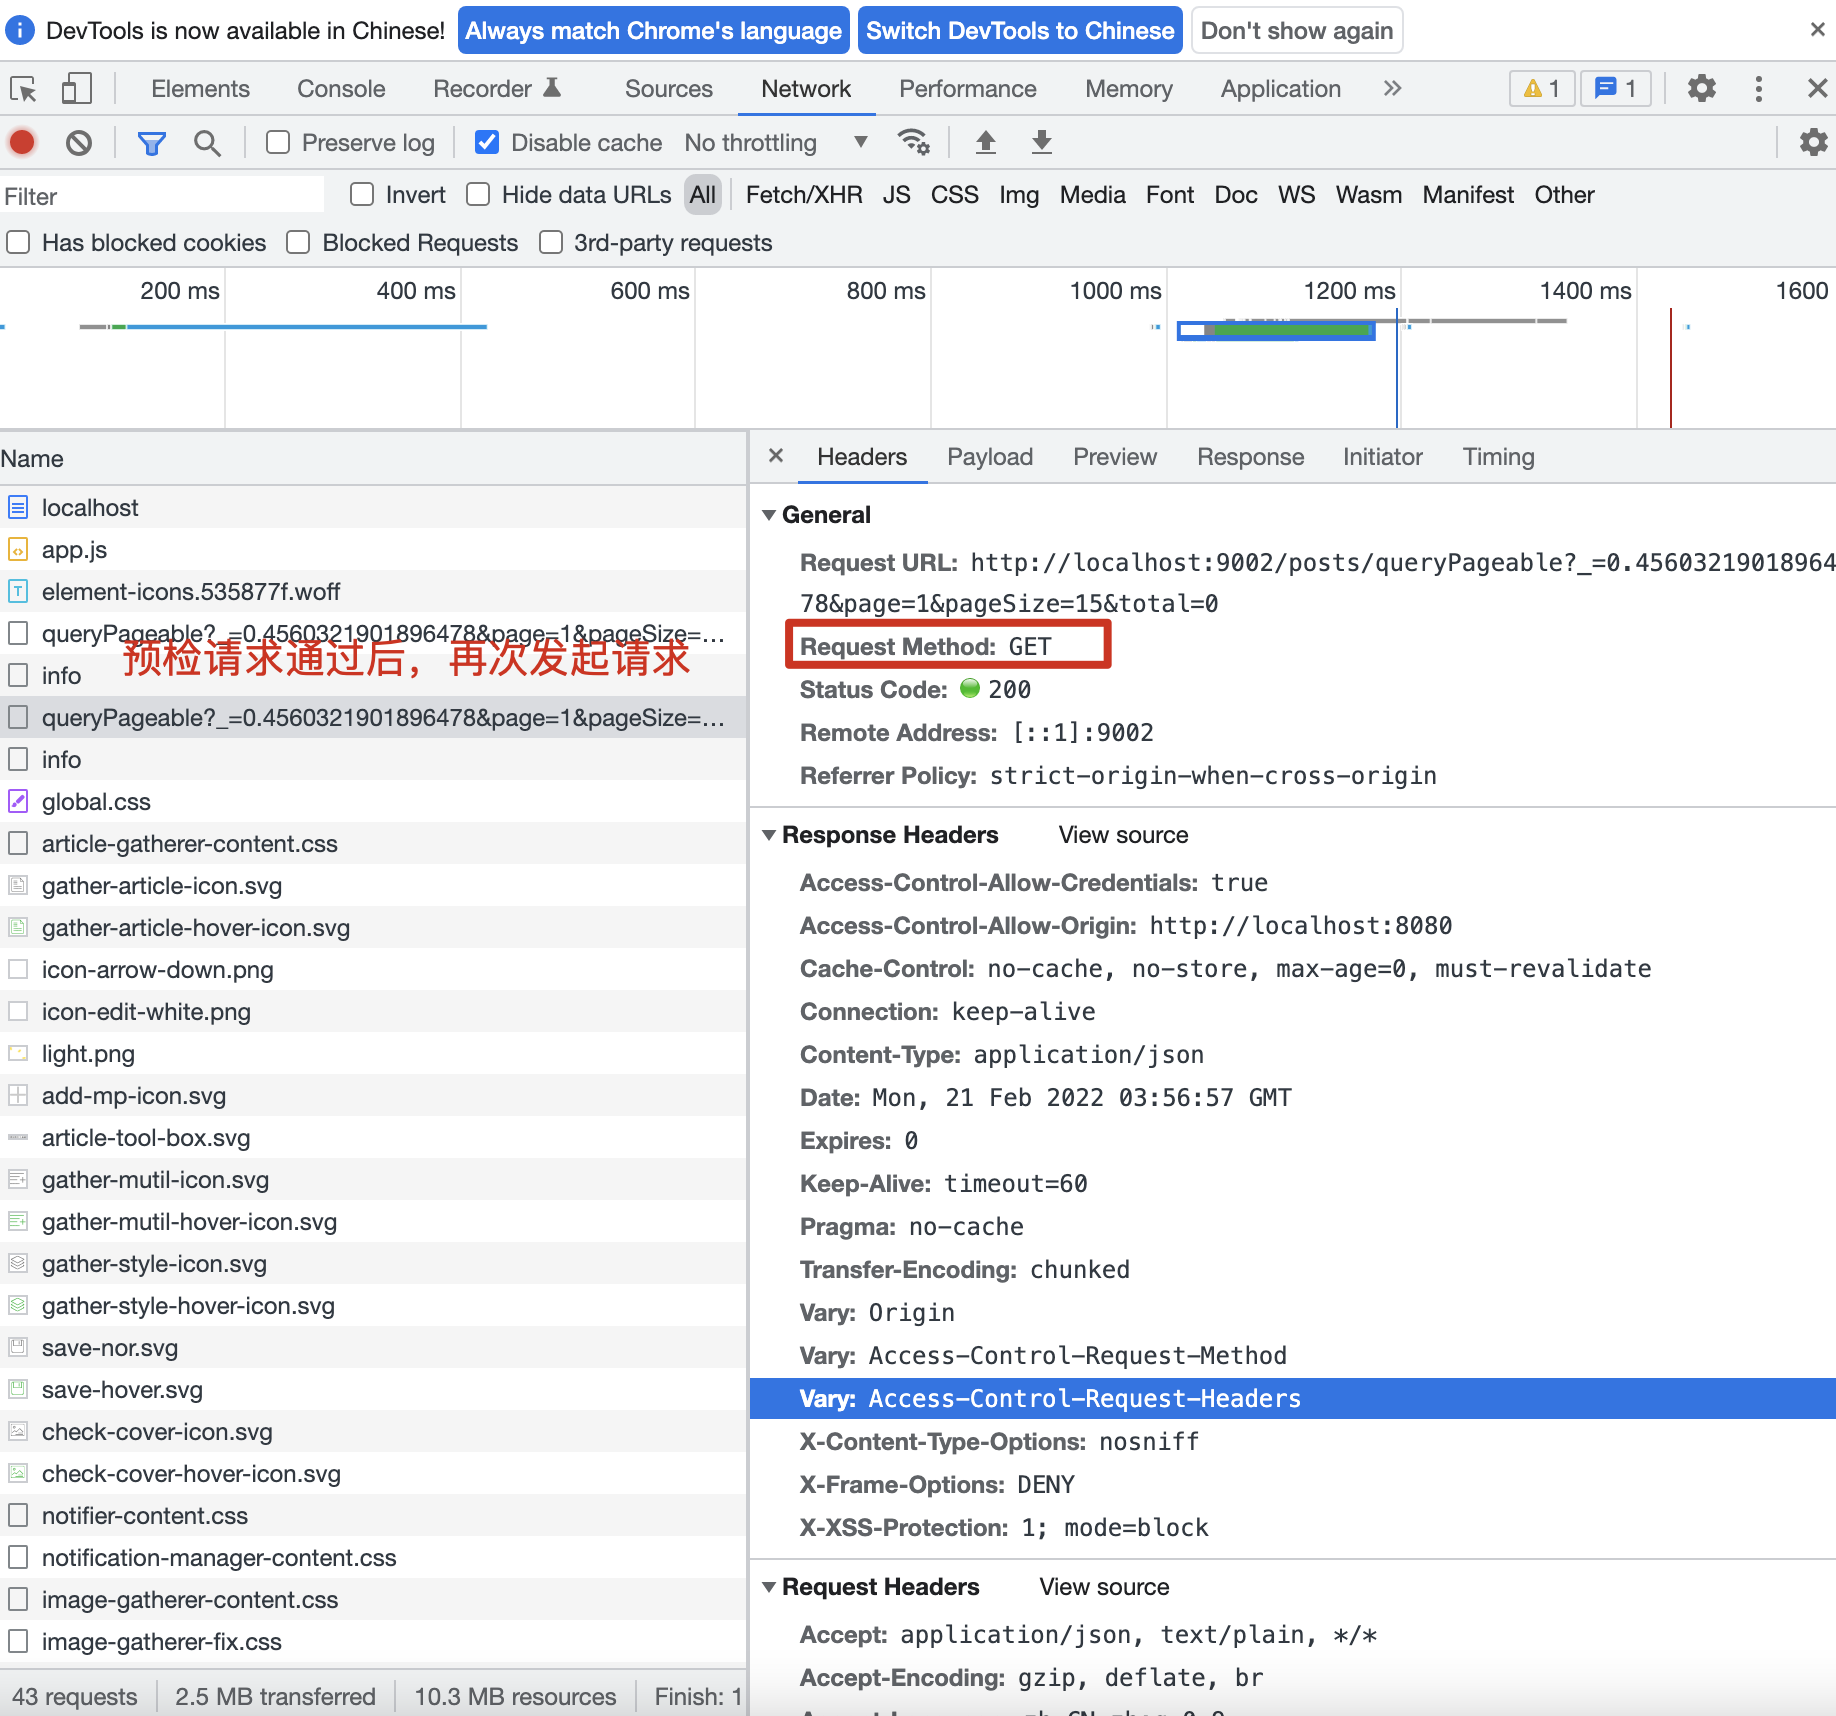 DevTools is now available in Chinese! Always match Chrome's language Switch DevTools to Chinese Don't show again
Elements Console Recorder Sources Network Performance Memory Application 1 1
Preserve log Disable cache No throttling
Filter Invert Hide data URLs All Fetch/XHR JS CSS Img Media Font Doc WS Wasm Manifest Other
Has blocked cookies Blocked Requests 3rd-party requests
200 ms 400 ms 600 ms 800 ms 1000 ms 1200 ms 1400 ms 1600
Name
localhost
app.js
element-icons.535877f.woff
queryPageable?_=0.4560321901896478&page=1&pageSize=…
预检请求通过后，再次发起请求
info
queryPageable?_=0.4560321901896478&page=1&pageSize=…
info
global.css
article-gatherer-content.css
gather-article-icon.svg
gather-article-hover-icon.svg
icon-arrow-down.png
icon-edit-white.png
light.png
add-mp-icon.svg
article-tool-box.svg
gather-mutil-icon.svg
gather-mutil-hover-icon.svg
gather-style-icon.svg
gather-style-hover-icon.svg
save-nor.svg
save-hover.svg
check-cover-icon.svg
check-cover-hover-icon.svg
notifier-content.css
notification-manager-content.css
image-gatherer-content.css
image-gatherer-fix.css
43 requests 2.5 MB transferred 10.3 MB resources Finish: 1
Headers Payload Preview Response Initiator Timing
General
Request URL: http://localhost:9002/posts/queryPageable?_=0.45603219018964
78&page=1&pageSize=15&total=0
Request Method: GET
Status Code: 200
Remote Address: [::1]:9002
Referrer Policy: strict-origin-when-cross-origin
Response Headers View source
Access-Control-Allow-Credentials: true
Access-Control-Allow-Origin: http://localhost:8080
Cache-Control: no-cache, no-store, max-age=0, must-revalidate
Connection: keep-alive
Content-Type: application/json
Date: Mon, 21 Feb 2022 03:56:57 GMT
Expires: 0
Keep-Alive: timeout=60
Pragma: no-cache
Transfer-Encoding: chunked
Vary: Origin
Vary: Access-Control-Request-Method
Vary: Access-Control-Request-Headers
X-Content-Type-Options: nosniff
X-Frame-Options: DENY
X-XSS-Protection: 1; mode=block
Request Headers View source
Accept: application/json, text/plain, */*
Accept-Encoding: gzip, deflate, br